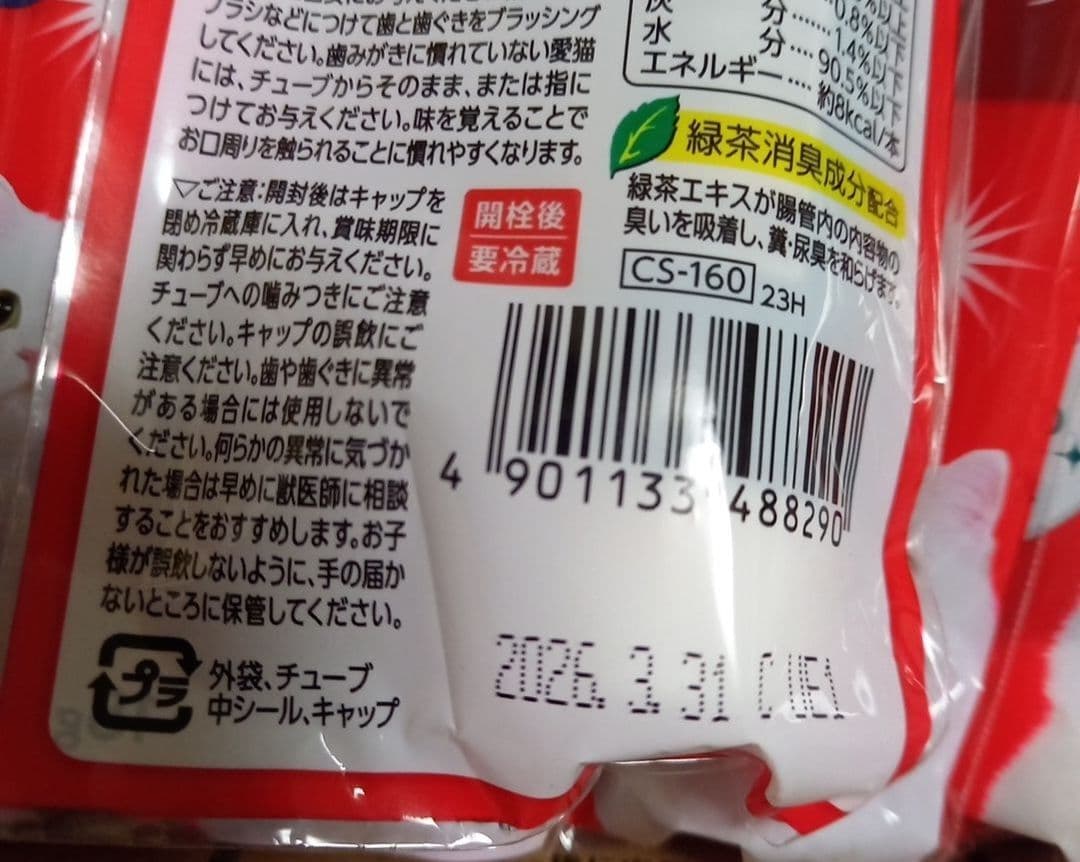 ブラシなどにつけて歯と歯ぐきをブラッシング
してください。歯みがきに慣れていない愛猫
には、チューブからそのまま、または指に
つけてお与えください。味を覚えることで
お口周りを触られることに慣れやすくなります。
▽ご注意:開封後はキャップを
閉め冷蔵庫に入れ、賞味期限に
関わらず早めにお与えください。
チューブへの噛みつきにご注意
ください。キャップの誤飲にご
注意ください。歯や歯ぐきに異常
がある場合には使用しないで
ください。何らかの異常に気づか
れた場合は早めに獣医師に相談
することをおすすめします。お子
様が誤飲しないように、手の届か
ないところに保管してください。
開栓後
要冷蔵
分……1.4%以下
水 分……90.5%以下
エネルギー……約8kcal/本
緑茶消臭成分配合
緑茶エキスが腸管内の内容物の
臭いを吸着し、糞・尿臭を和らげます。
CS-160 23H
4 901133 488290
2026. 3. 31
プラ
外袋、チューブ
中シール、キャップ